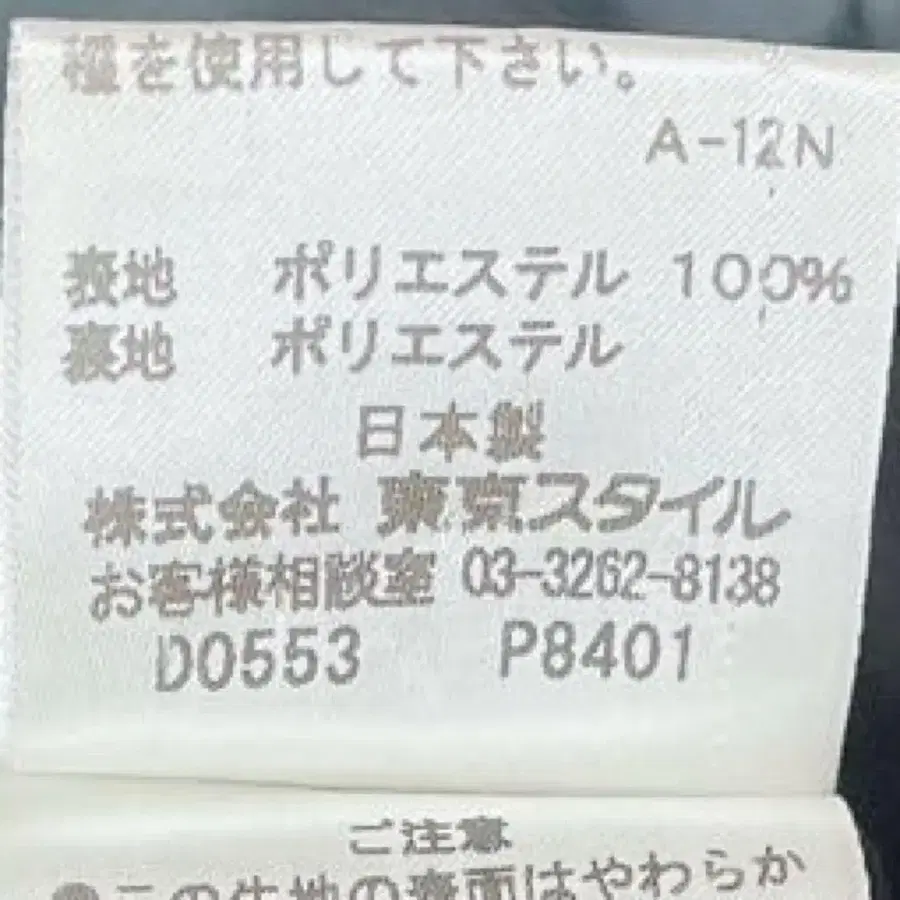 極を使用して下さい。
A-12N
表地 ポリエステル 100%
裏地 ポリエステル
日本製
株式会社 東京スタイル
お客様相談室 03-3262-8138
D0553 P8401
ご注意
●この生地の表面はやわらか